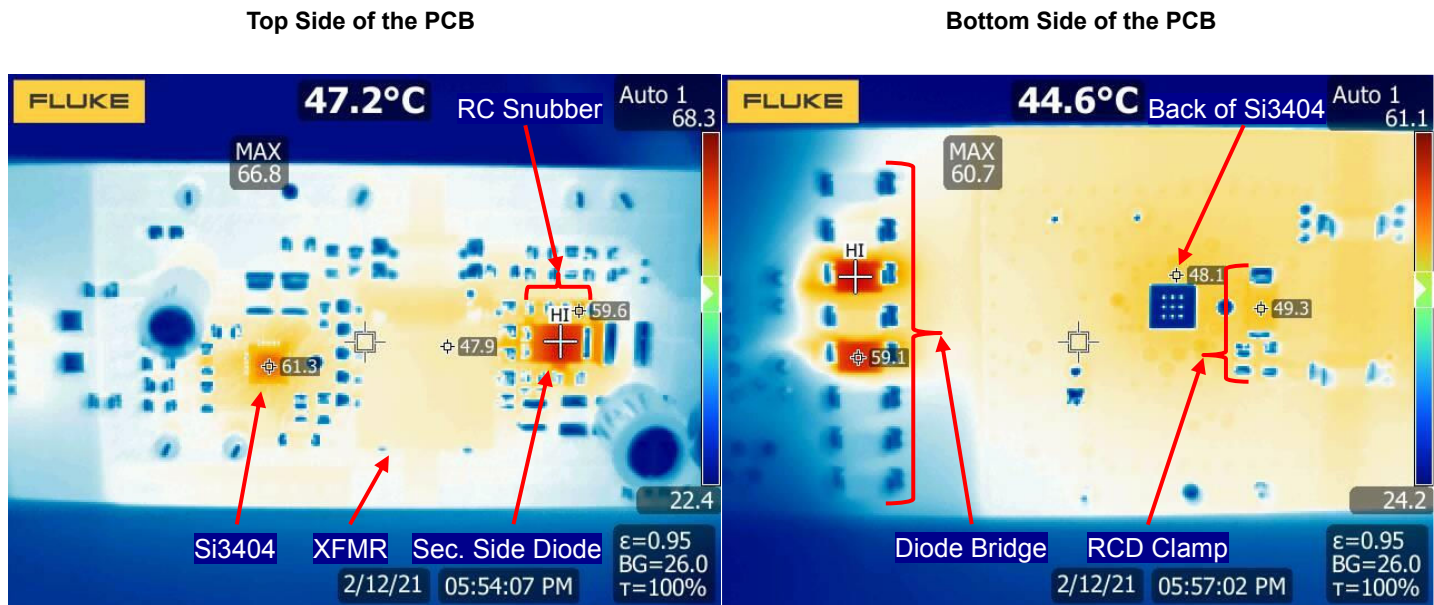 Top Side of the PCB
Bottom Side of the PCB
FLUKE
47.2°C
RC Snubber
Auto 1
68.3
MAX
66.8
HI
59.6
47.9
61.3
22.4
Si3404
XFMR
Sec. Side Diode
ε=0.95
BG=26.0
τ=100%
2/12/21
05:54:07 PM
FLUKE
44.6°C
Back of Si3404
Auto 1
61.1
MAX
60.7
HI
48.1
49.3
59.1
24.2
Diode Bridge
RCD Clamp
ε=0.95
BG=26.0
τ=100%
2/12/21
05:57:02 PM